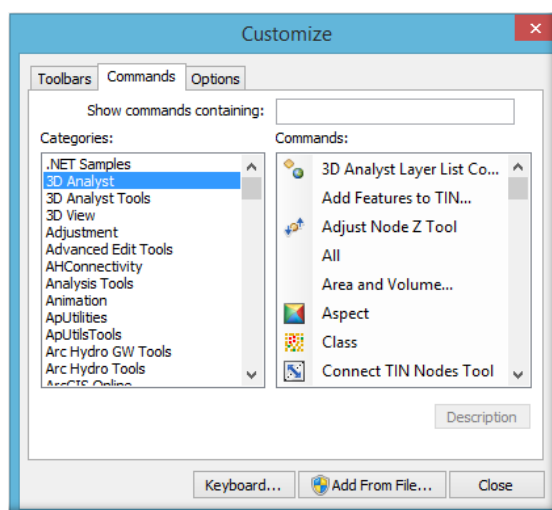 Customize
Toolbars Commands Options
Show commands containing:
Categories: Commands:
.NET Samples
3D Analyst
3D Analyst Tools
3D View
Adjustment
Advanced Edit Tools
AHConnectivity
Analysis Tools
Animation
ApUtilities
ApUtilsTools
Arc Hydro GW Tools
Arc Hydro Tools
ArcGIS Online
3D Analyst Layer List Co...
Add Features to TIN...
Adjust Node Z Tool
All
Area and Volume...
Aspect
Class
Connect TIN Nodes Tool
Description
Keyboard... Add From File... Close